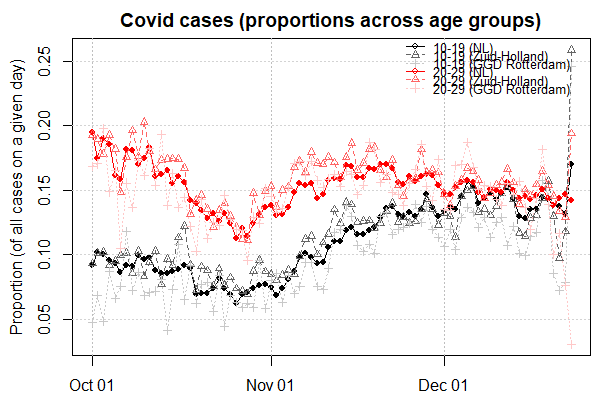 Covid cases (proportions across age groups)
Proportion (of all cases on a given day)
0.25
0.20
0.15
0.10
0.05
10-19 (NL)
10-19 (Zuid-Holland)
10-19 (GGD Rotterdam)
20-29 (NL)
20-29 (Zuid-Holland)
20-29 (GGD Rotterdam)
Oct 01
Nov 01
Dec 01